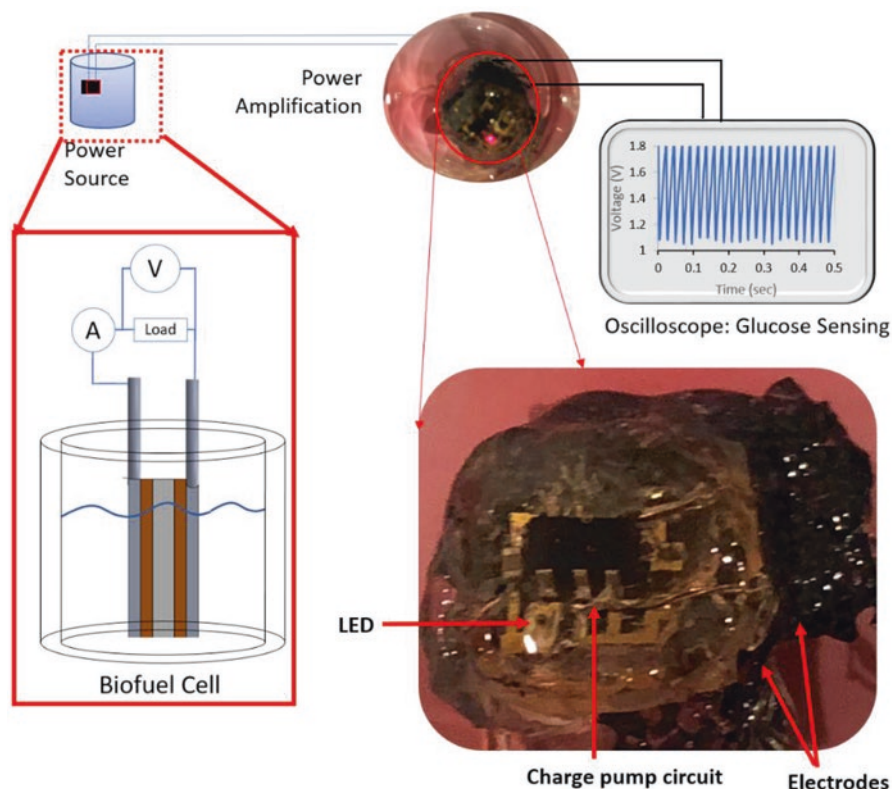 Power
Amplification
Power
Source
V
A
Load
Biofuel Cell
Voltage (V)
1.8
1.6
1.4
1.2
1
0
0.1
0.2
0.3
0.4
0.5
Time (sec)
Oscilloscope: Glucose Sensing
LED
Charge pump circuit
Electrodes